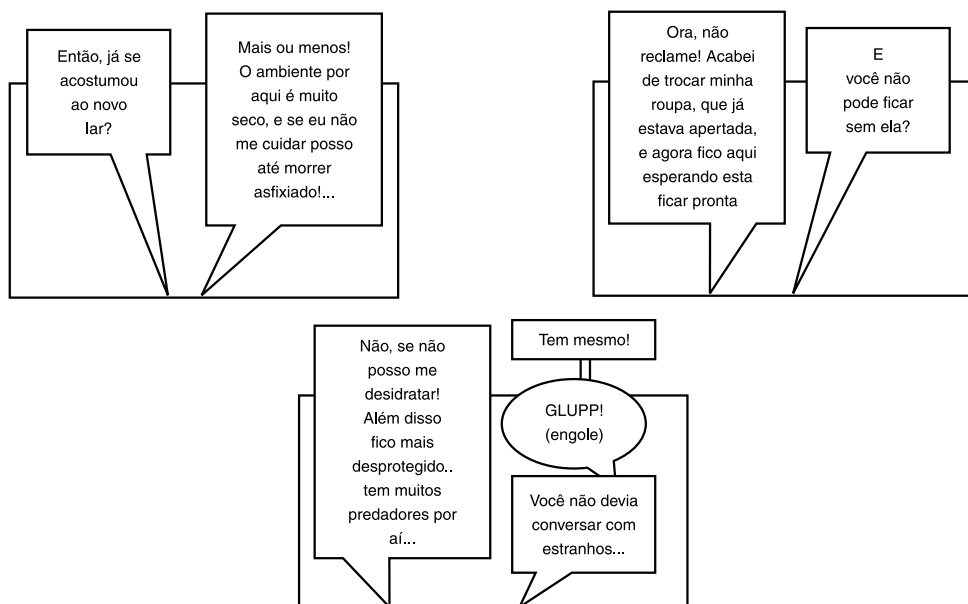 Então, já se
acostumou
ao novo
lar?
Mais ou menos!
O ambiente por
aqui é muito
seco, e se eu não
me cuidar posso
até morrer
asfixiado!...
Ora, não
reclame! Acabei
de trocar minha
roupa, que já
estava apertada,
e agora fico aqui
esperando esta
ficar pronta
E
você não
pode ficar
sem ela?
Não, se não
posso me
desidratar!
Além disso
fico mais
desprotegido..
tem muitos
predadores por
aí...
Tem mesmo!
GLUPP!
(engole)
Você não devia
conversar com
estranhos...